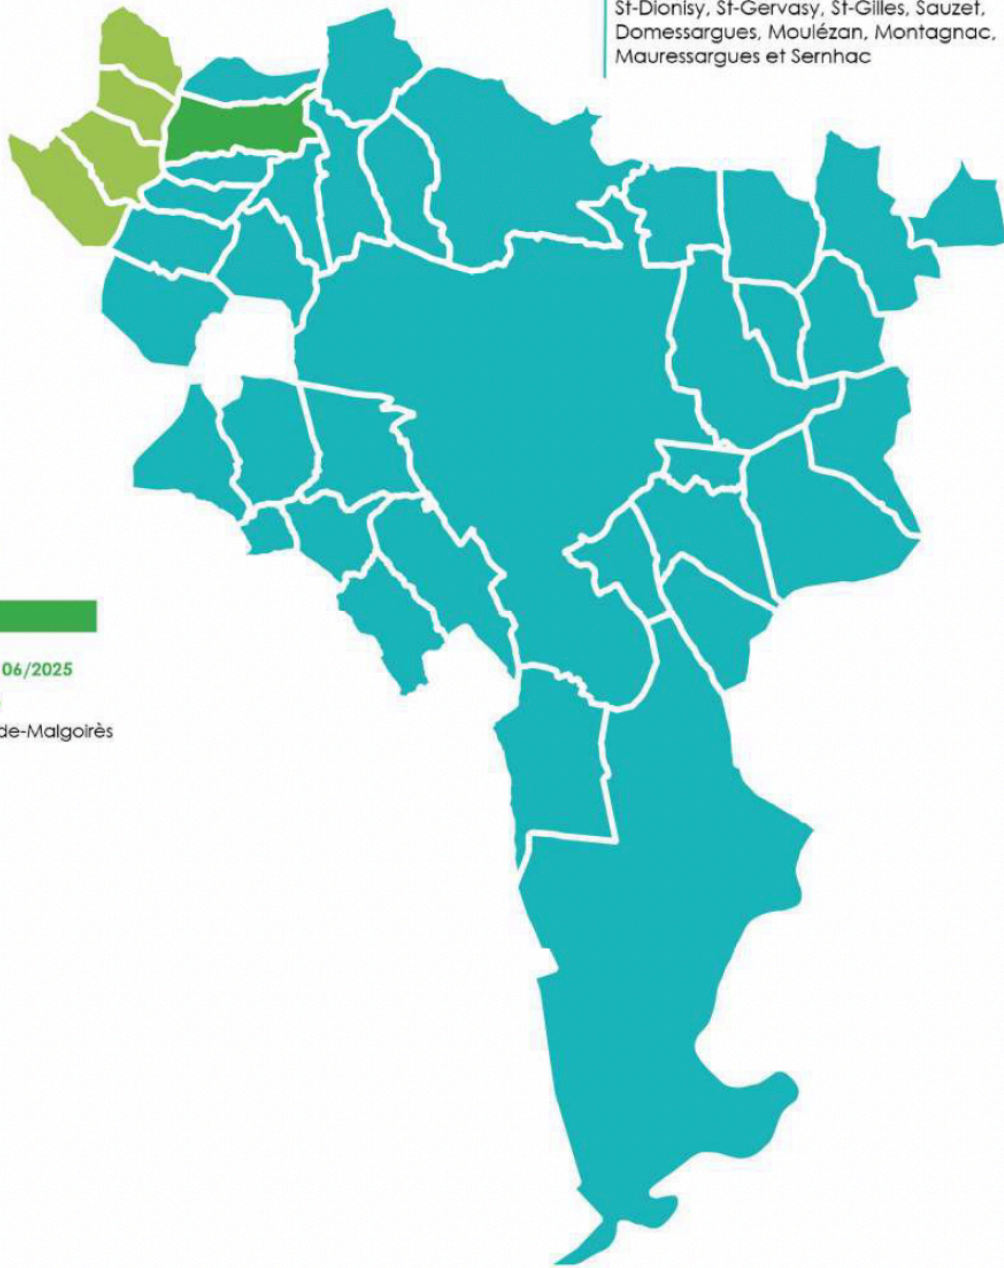 St-Dionisy, St-Gervasy, St-Gilles, Sauzet,
Domessargues, Moulézan, Montagnac,
Mauressargues et Sernhac
06/2025
de-Malgoirès